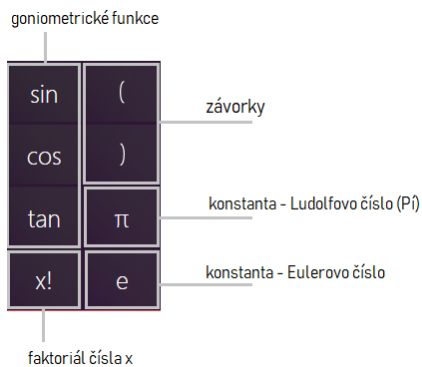 goniometrické funkce
sin (
závorky
cos )
tan π
konstanta - Ludolfovo číslo (Pí)
x! e
konstanta - Eulerovo číslo
faktoriál čísla x